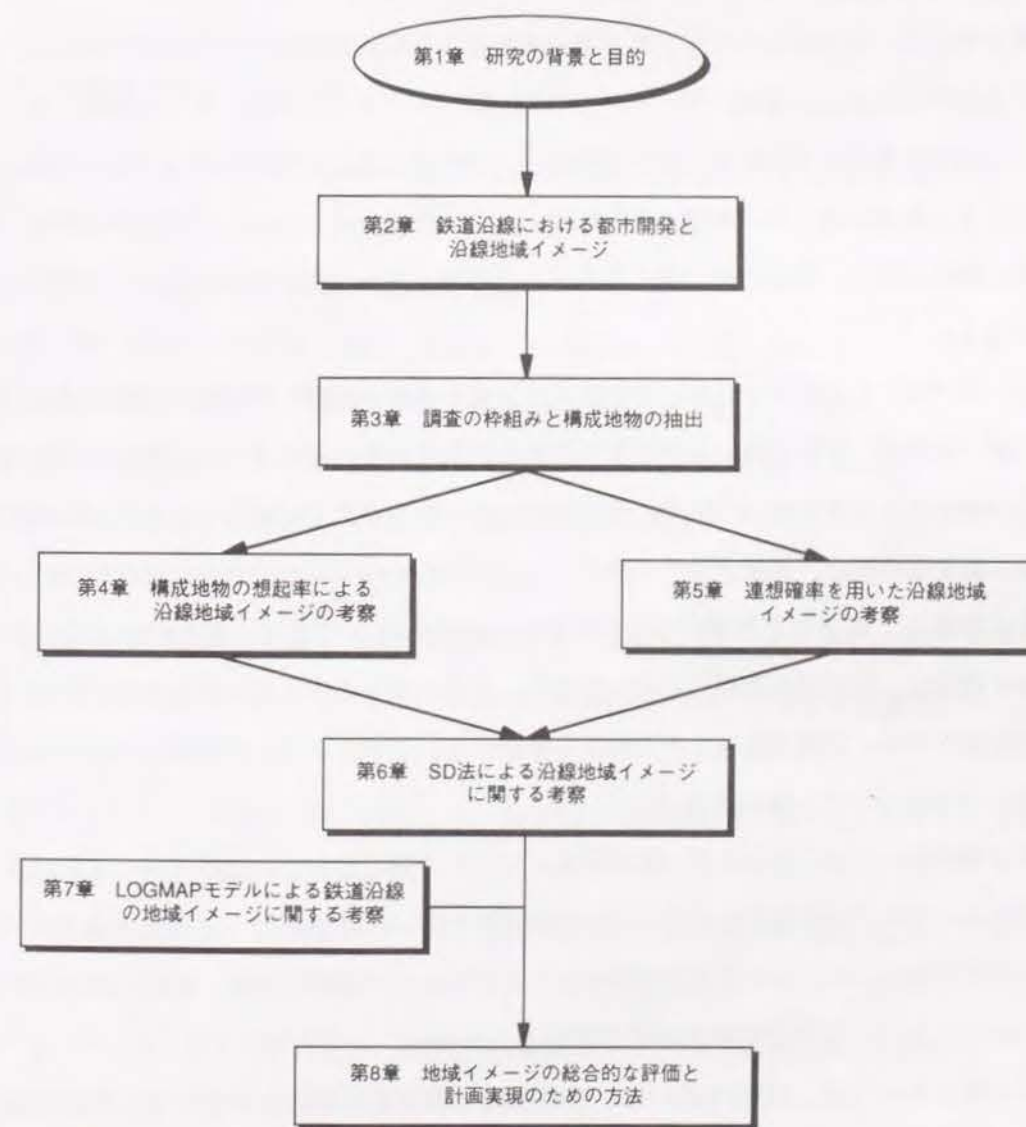 第1章　研究の背景と目的
第2章　鉄道沿線における都市開発と
沿線地域イメージ
第3章　調査の枠組みと構成地物の抽出
第4章　構成地物の想起率による
沿線地域イメージの考察
第5章　連想確率を用いた沿線地域
イメージの考察
第6章　SD法による沿線地域イメージ
に関する考察
第7章　LOGMAPモデルによる鉄道沿線
の地域イメージに関する考察
第8章　地域イメージの総合的な評価と
計画実現のための方法